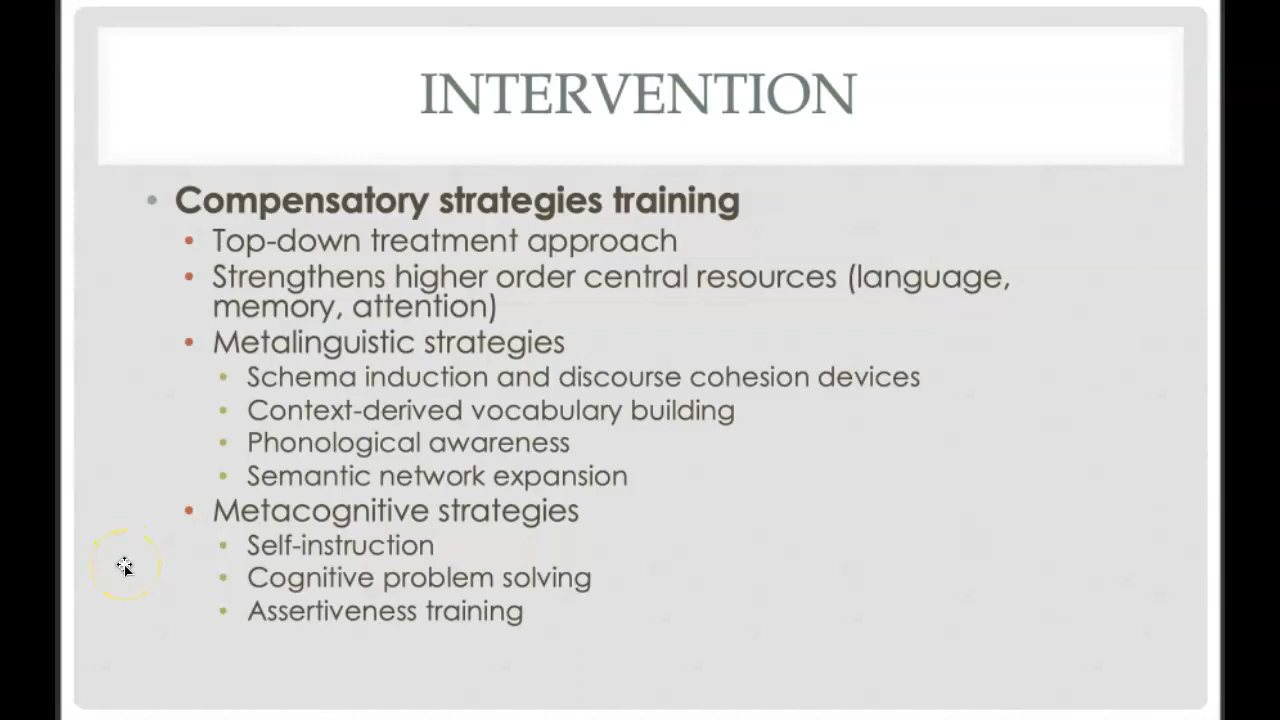 INTERVENTION
• Compensatory strategies training
• Top-down treatment approach
• Strengthens higher order central resources (language,
memory, attention)
• Metalinguistic strategies
• Schema induction and discourse cohesion devices
• Context-derived vocabulary building
• Phonological awareness
• Semantic network expansion
• Metacognitive strategies
• Self-instruction
• Cognitive problem solving
• Assertiveness training